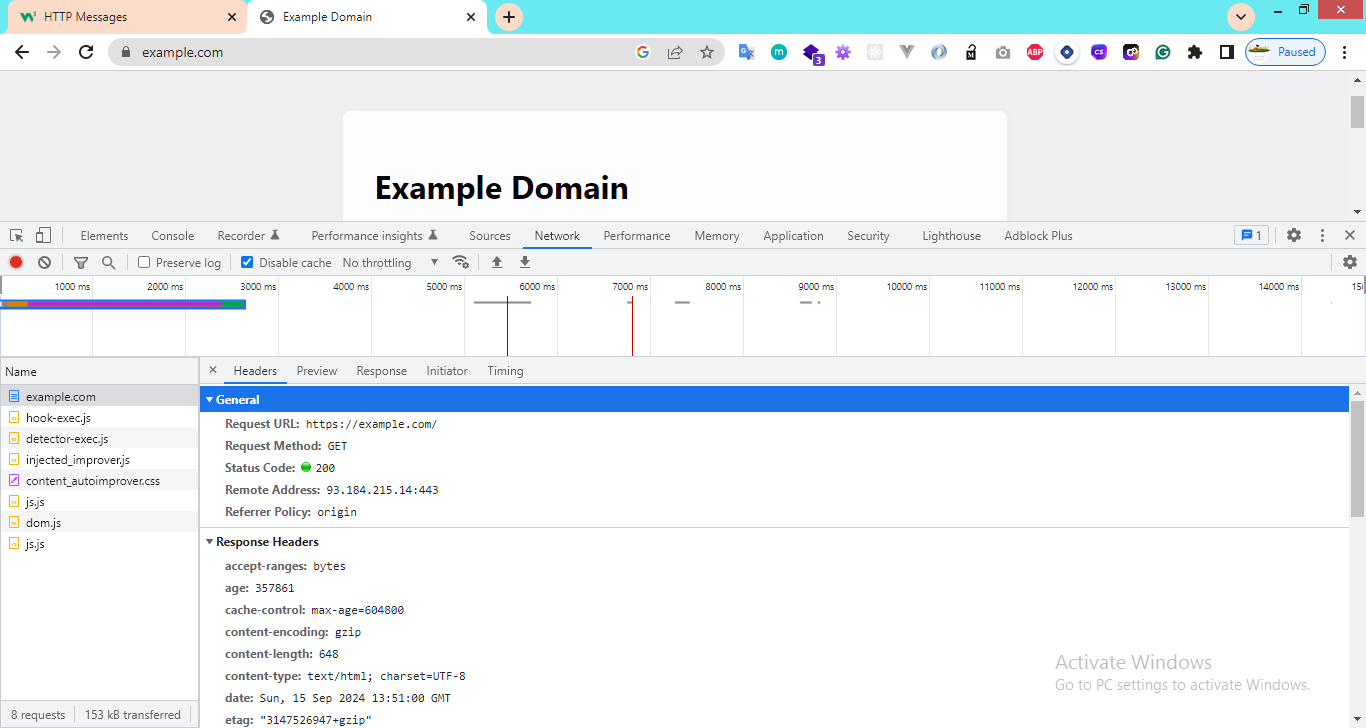 HTTP Messages
Example Domain
example.com
3
ABP
CS
Paused
Example Domain
Elements Console Recorder Performance insights Sources Network Performance Memory Application Security Lighthouse Adblock Plus 1
Preserve log Disable cache No throttling
1000 ms 2000 ms 3000 ms 4000 ms 5000 ms 6000 ms 7000 ms 8000 ms 9000 ms 10000 ms 11000 ms 12000 ms 13000 ms 14000 ms
Name
Headers Preview Response Initiator Timing
example.com
hook-exec.js
detector-exec.js
injected_improver.js
content_autoimprover.css
js.js
dom.js
js.js
General
Request URL: https://example.com/
Request Method: GET
Status Code: 200
Remote Address: 93.184.215.14:443
Referrer Policy: origin
Response Headers
accept-ranges: bytes
age: 357861
cache-control: max-age=604800
content-encoding: gzip
content-length: 648
content-type: text/html; charset=UTF-8
date: Sun, 15 Sep 2024 13:51:00 GMT
etag: "3147526947+gzip"
Activate Windows
Go to PC settings to activate Windows.
8 requests 153 kB transferred